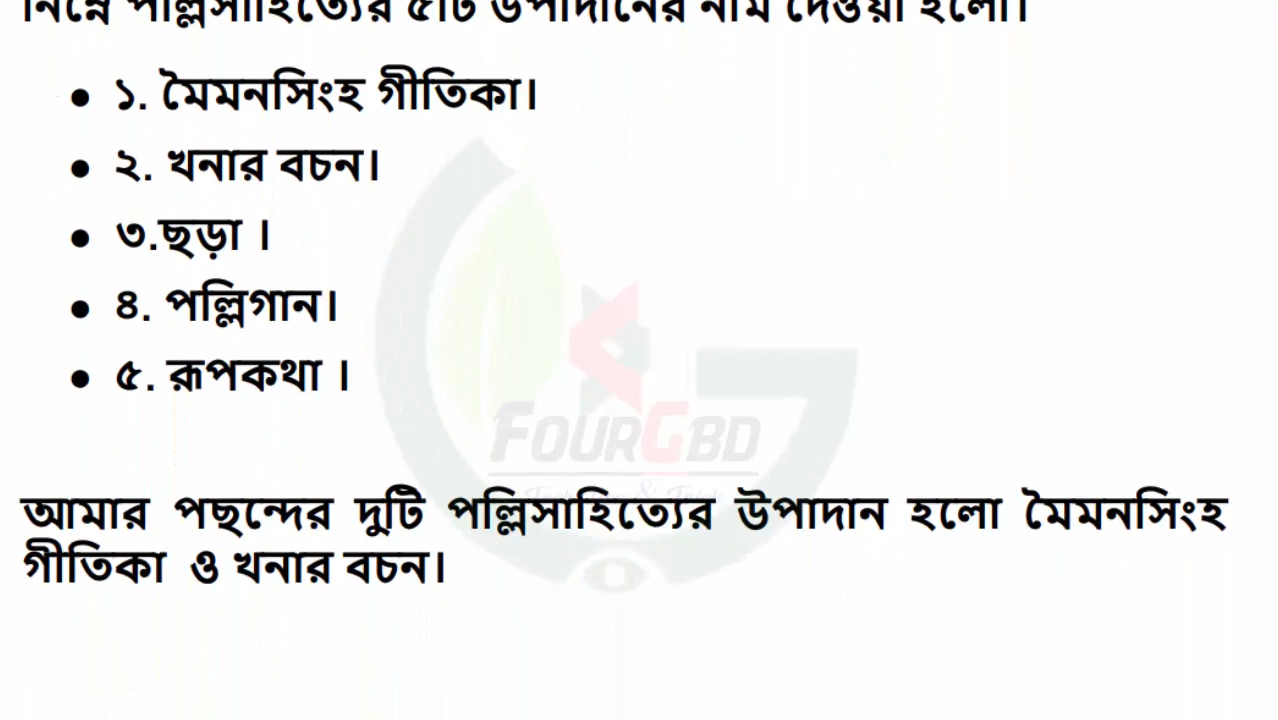 নিম্নে পল্লিসাহিত্যের ৫টি উপাদানের নাম দেওয়া হলো।
• ১. মৈমনসিংহ গীতিকা।
• ২. খনার বচন।
• ৩.ছড়া ।
• ৪. পল্লিগান।
• ৫. রূপকথা ।
FOURGBD
আমার পছন্দের দুটি পল্লিসাহিত্যের উপাদান হলো মৈমনসিংহ
গীতিকা ও খনার বচন।